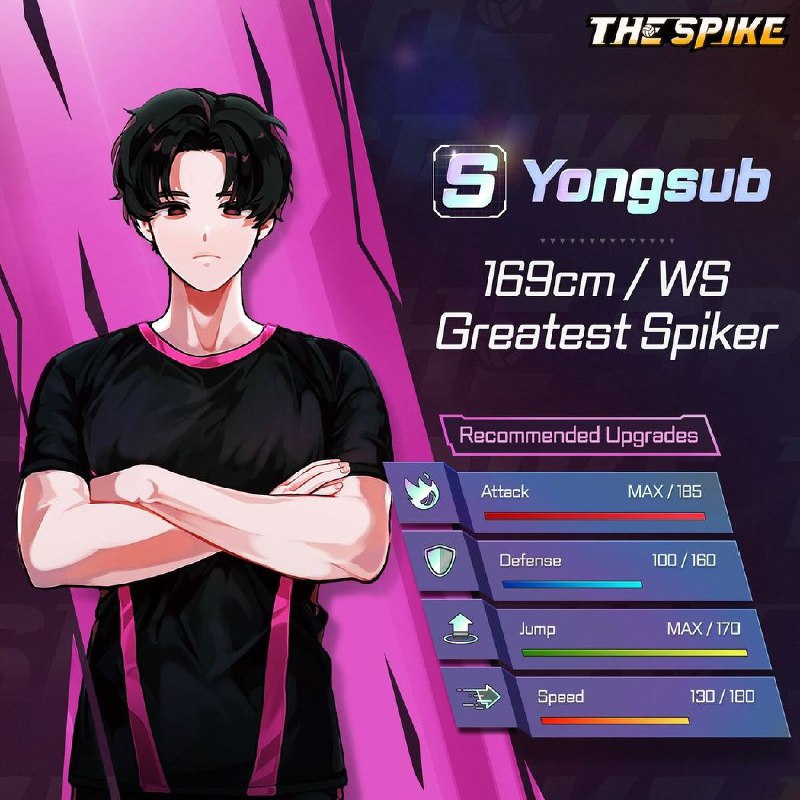 THE SPIKE
S Yongsub
169cm / WS
Greatest Spiker
Recommended Upgrades
Attack MAX / 185
Defense 100 / 160
Jump MAX / 170
Speed 130 / 180